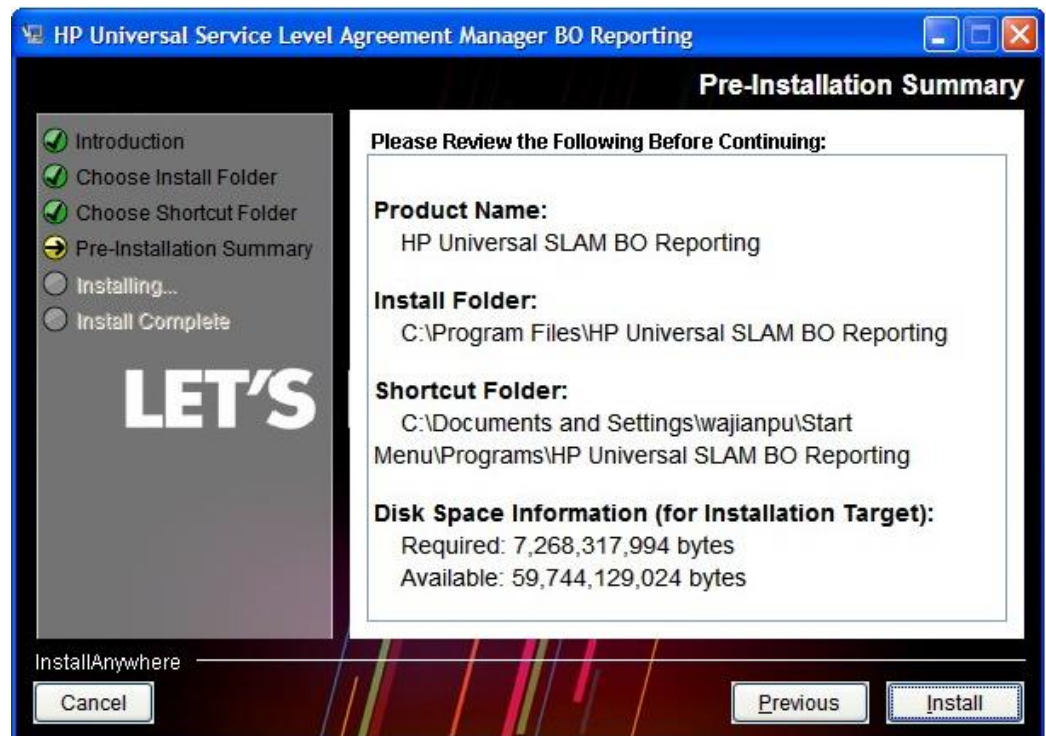 HP Universal Service Level Agreement Manager BO Reporting
Pre-Installation Summary
Introduction
Choose Install Folder
Choose Shortcut Folder
Pre-Installation Summary
Installing...
Install Complete
LET'S
Please Review the Following Before Continuing:
Product Name:
HP Universal SLAM BO Reporting
Install Folder:
C:\Program Files\HP Universal SLAM BO Reporting
Shortcut Folder:
C:\Documents and Settings\wajianpu\Start
Menu\Programs\HP Universal SLAM BO Reporting
Disk Space Information (for Installation Target):
Required: 7,268,317,994 bytes
Available: 59,744,129,024 bytes
InstallAnywhere
Cancel
Previous
Install